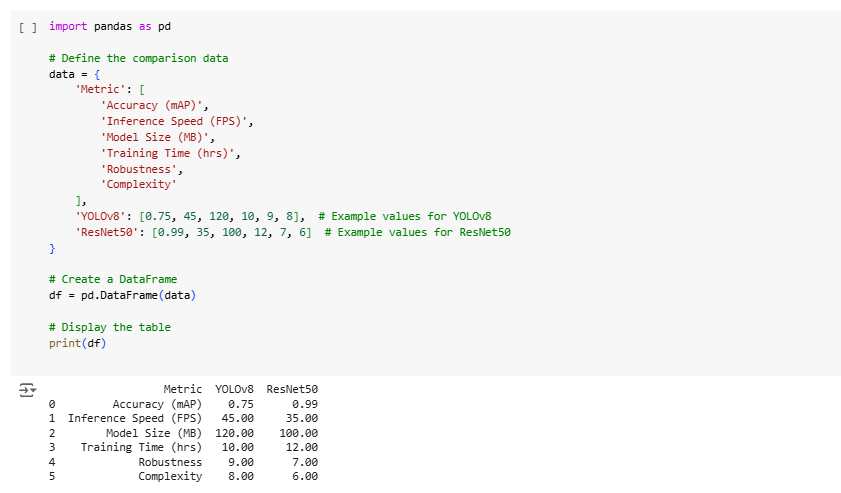 [ ] import pandas as pd
# Define the comparison data
data = {
'Metric': [
'Accuracy (mAP)',
'Inference Speed (FPS)',
'Model Size (MB)',
'Training Time (hrs)',
'Robustness',
'Complexity'
],
'YOLOv8': [0.75, 45, 120, 10, 9, 8],  # Example values for YOLOv8
'ResNet50': [0.99, 35, 100, 12, 7, 6]  # Example values for ResNet50
}
# Create a DataFrame
df = pd.DataFrame(data)
# Display the table
print(df)
Metric YOLOv8 ResNet50
0 Accuracy (mAP) 0.75 0.99
1 Inference Speed (FPS) 45.00 35.00
2 Model Size (MB) 120.00 100.00
3 Training Time (hrs) 10.00 12.00
4 Robustness 9.00 7.00
5 Complexity 8.00 6.00